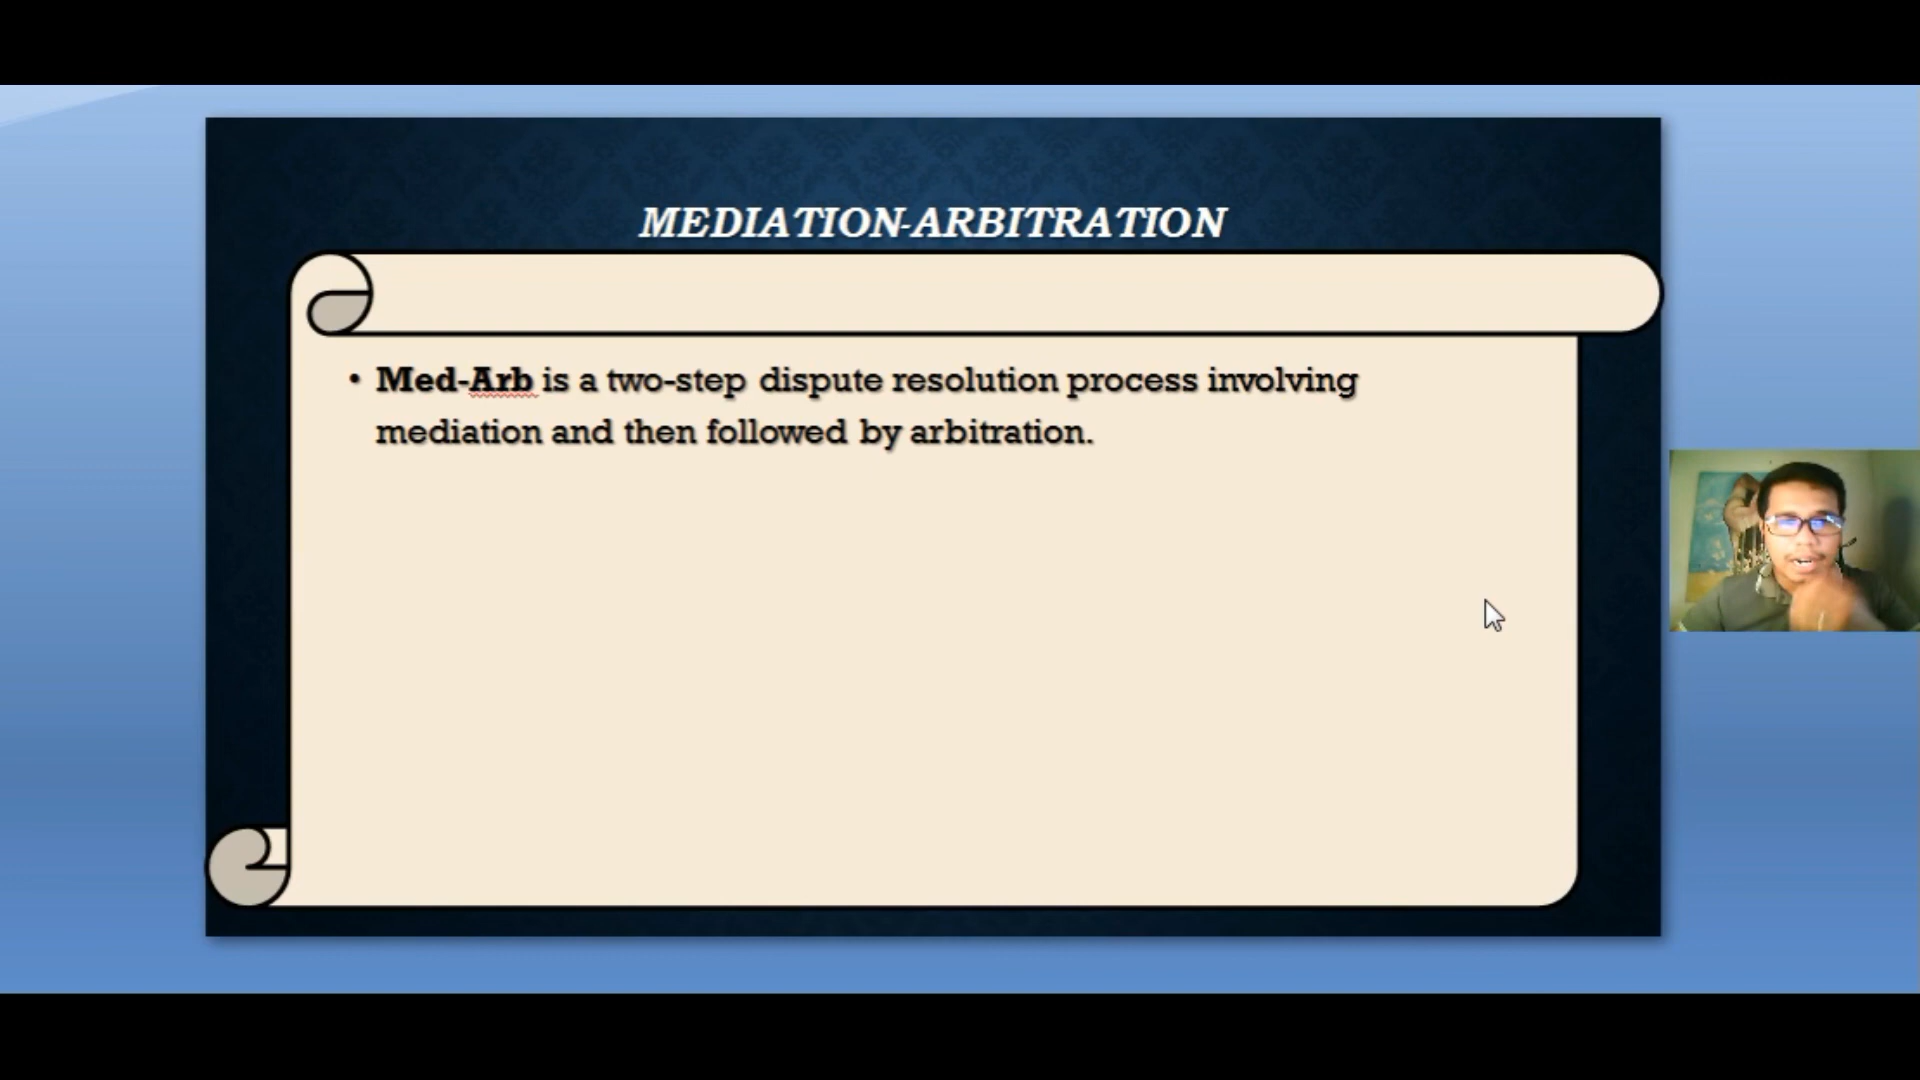 MEDIATION-ARBITRATION
• Med-Arb is a two-step dispute resolution process involving
mediation and then followed by arbitration.